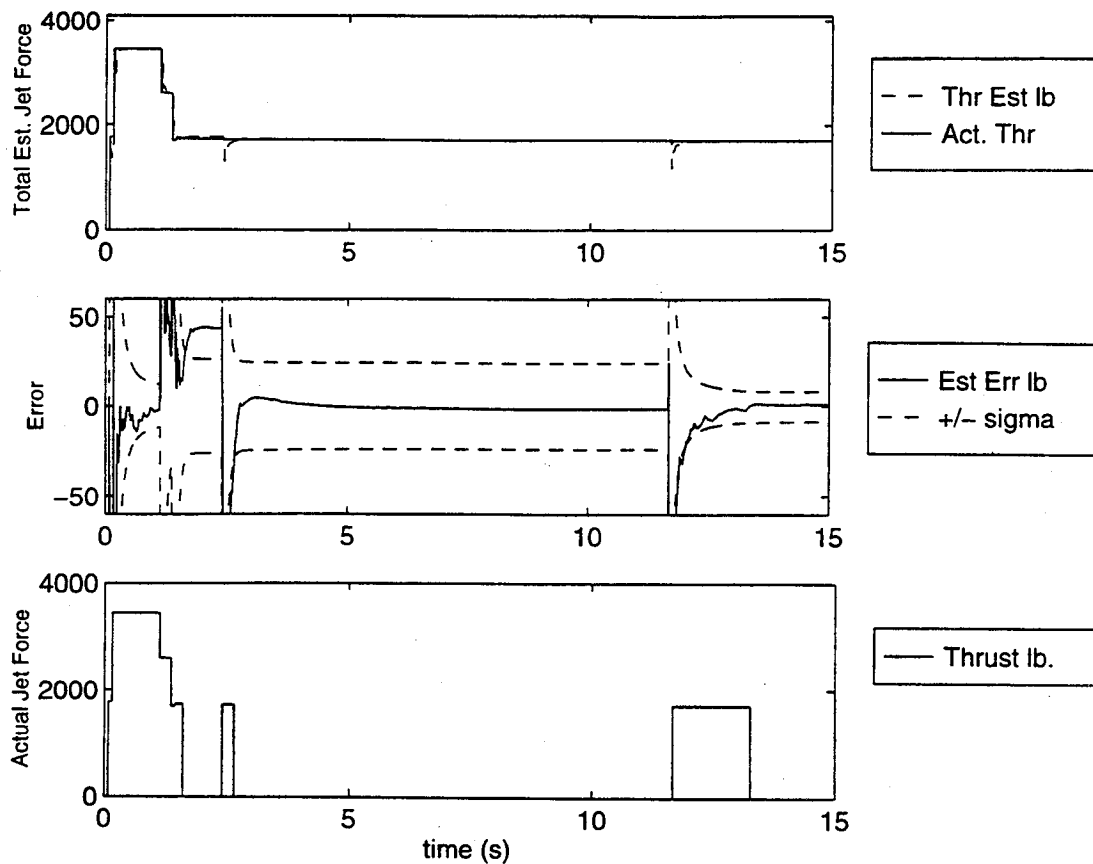 Total Est. Jet Force
4000
2000
0
0
5
10
15
Thr Est lb
Act. Thr
Error
50
0
−50
0
5
10
15
Est Err lb
+/− sigma
Actual Jet Force
4000
2000
0
0
5
10
15
time (s)
Thrust lb.